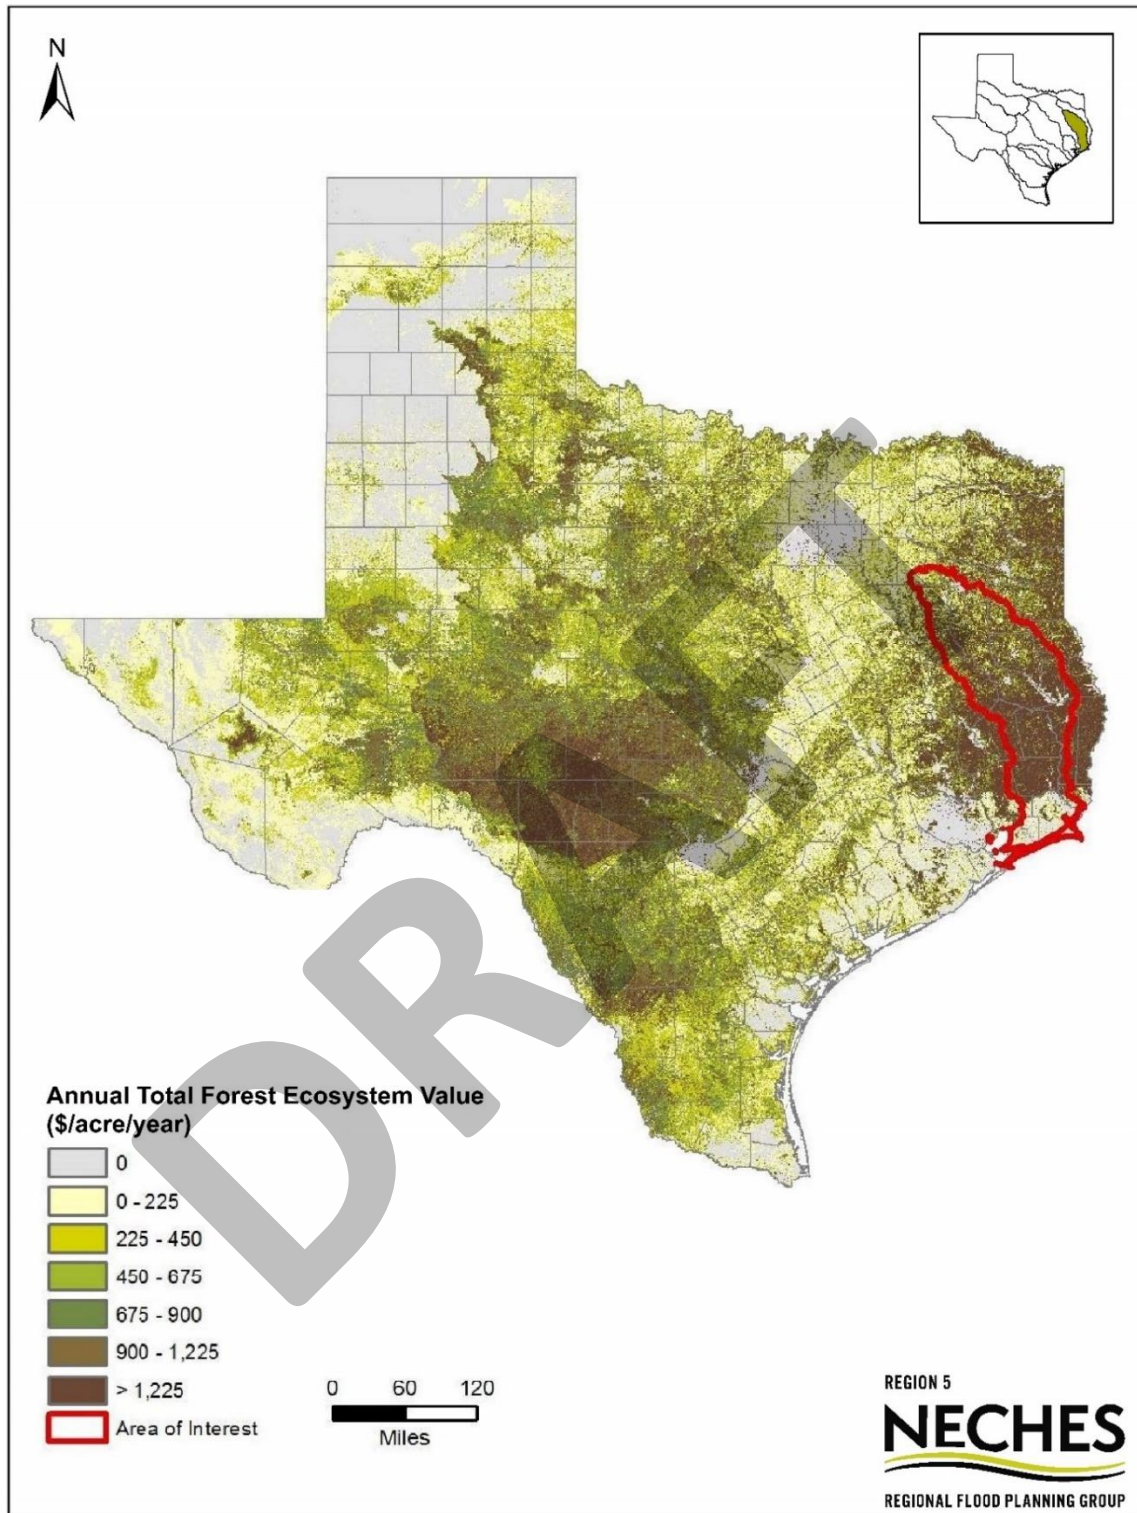 N
DRAFT
Annual Total Forest Ecosystem Value
($/acre/year)
0
0 - 225
225 - 450
450 - 675
675 - 900
900 - 1,225
> 1,225
Area of Interest
0 60 120
Miles
REGION 5
NECHES
REGIONAL FLOOD PLANNING GROUP